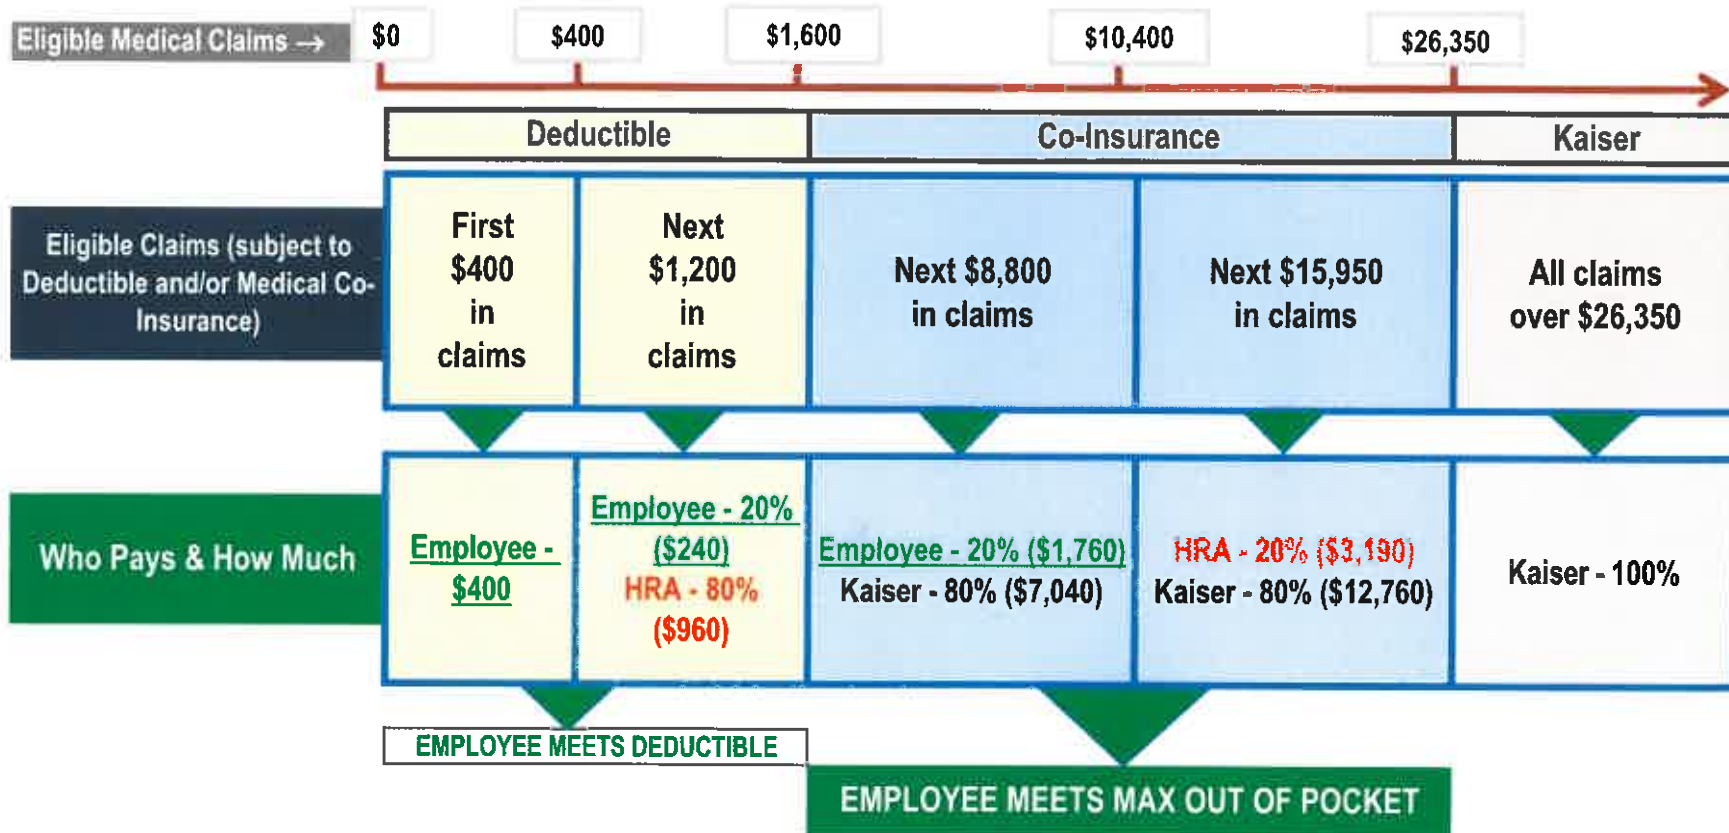 Eligible Medical Claims →
$0
$400
$1,600
$10,400
$26,350
Deductible
Co-Insurance
Kaiser
Eligible Claims (subject to
Deductible and/or Medical Co-
Insurance)
First
$400
in
claims
Next
$1,200
in
claims
Next $8,800
in claims
Next $15,950
in claims
All claims
over $26,350
Who Pays & How Much
Employee -
$400
Employee - 20%
($240)
HRA - 80%
($960)
Employee - 20% ($1,760)
Kaiser - 80% ($7,040)
HRA - 20% ($3,190)
Kaiser - 80% ($12,760)
Kaiser - 100%
EMPLOYEE MEETS DEDUCTIBLE
EMPLOYEE MEETS MAX OUT OF POCKET